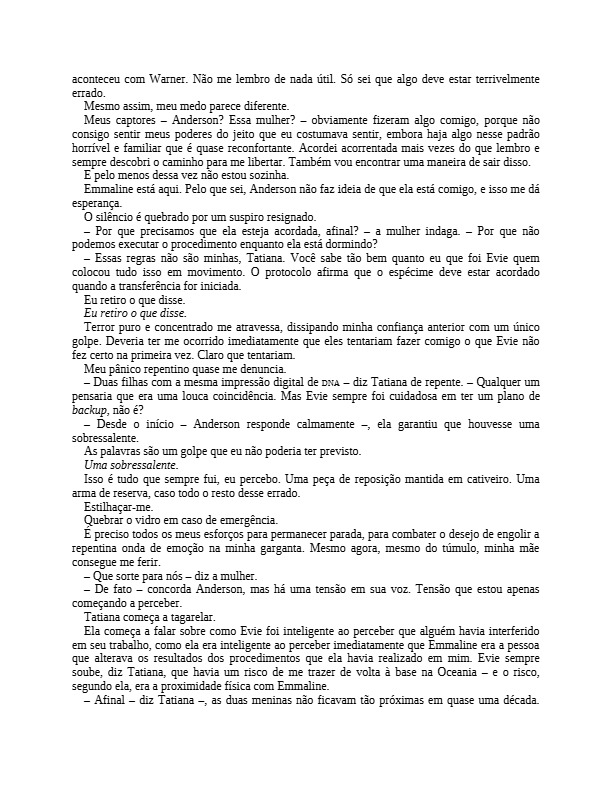 aconteceu com Warner. Não me lembro de nada útil. Só sei que algo deve estar terrivelmente
errado.
Mesmo assim, meu medo parece diferente.
Meus captores – Anderson? Essa mulher? – obviamente fizeram algo comigo, porque não
consigo sentir meus poderes do jeito que eu costumava sentir, embora haja algo nesse padrão
horrível e familiar que é quase reconfortante. Acordei acorrentada mais vezes do que lembro e
sempre descobri o caminho para me libertar. Também vou encontrar uma maneira de sair disso.
E pelo menos dessa vez não estou sozinha.
Emmaline está aqui. Pelo que sei, Anderson não faz ideia de que ela está comigo, e isso me dá
esperança.
O silêncio é quebrado por um suspiro resignado.
– Por que precisamos que ela esteja acordada, afinal? – a mulher indaga. – Por que não
podemos executar o procedimento enquanto ela está dormindo?
– Essas regras não são minhas, Tatiana. Você sabe tão bem quanto eu que foi Evie quem
colocou tudo isso em movimento. O protocolo afirma que o espécime deve estar acordado
quando a transferência for iniciada.
Eu retiro o que disse.
Eu retiro o que disse.
Terror puro e concentrado me atravessa, dissipando minha confiança anterior com um único
golpe. Deveria ter me ocorrido imediatamente que eles tentariam fazer comigo o que Evie não
fez certo na primeira vez. Claro que tentariam.
Meu pânico repentino quase me denuncia.
– Duas filhas com a mesma impressão digital de DNA – diz Tatiana de repente. – Qualquer um
pensaria que era uma louca coincidência. Mas Evie sempre foi cuidadosa em ter um plano de
backup, não é?
– Desde o início – Anderson responde calmamente –, ela garantiu que houvesse uma
sobressalente.
As palavras são um golpe que eu não poderia ter previsto.
Uma sobressalente.
Isso é tudo que sempre fui, eu percebo. Uma peça de reposição mantida em cativeiro. Uma
arma de reserva, caso todo o resto desse errado.
Estilhaçar-me.
Quebrar o vidro em caso de emergência.
É preciso todos os meus esforços para permanecer parada, para combater o desejo de engolir a
repentina onda de emoção na minha garganta. Mesmo agora, mesmo do túmulo, minha mãe
consegue me ferir.
– Que sorte para nós – diz a mulher.
– De fato – concorda Anderson, mas há uma tensão em sua voz. Tensão que estou apenas
começando a perceber.
Tatiana começa a tagarelar.
Ela começa a falar sobre como Evie foi inteligente ao perceber que alguém havia interferido
em seu trabalho, como ela era inteligente ao perceber imediatamente que Emmaline era a pessoa
que alterava os resultados dos procedimentos que ela havia realizado em mim. Evie sempre
soube, diz Tatiana, que havia um risco de me trazer de volta à base na Oceania – e o risco,
segundo ela, era a proximidade física com Emmaline.
– Afinal – diz Tatiana –, as duas meninas não ficavam tão próximas em quase uma década.